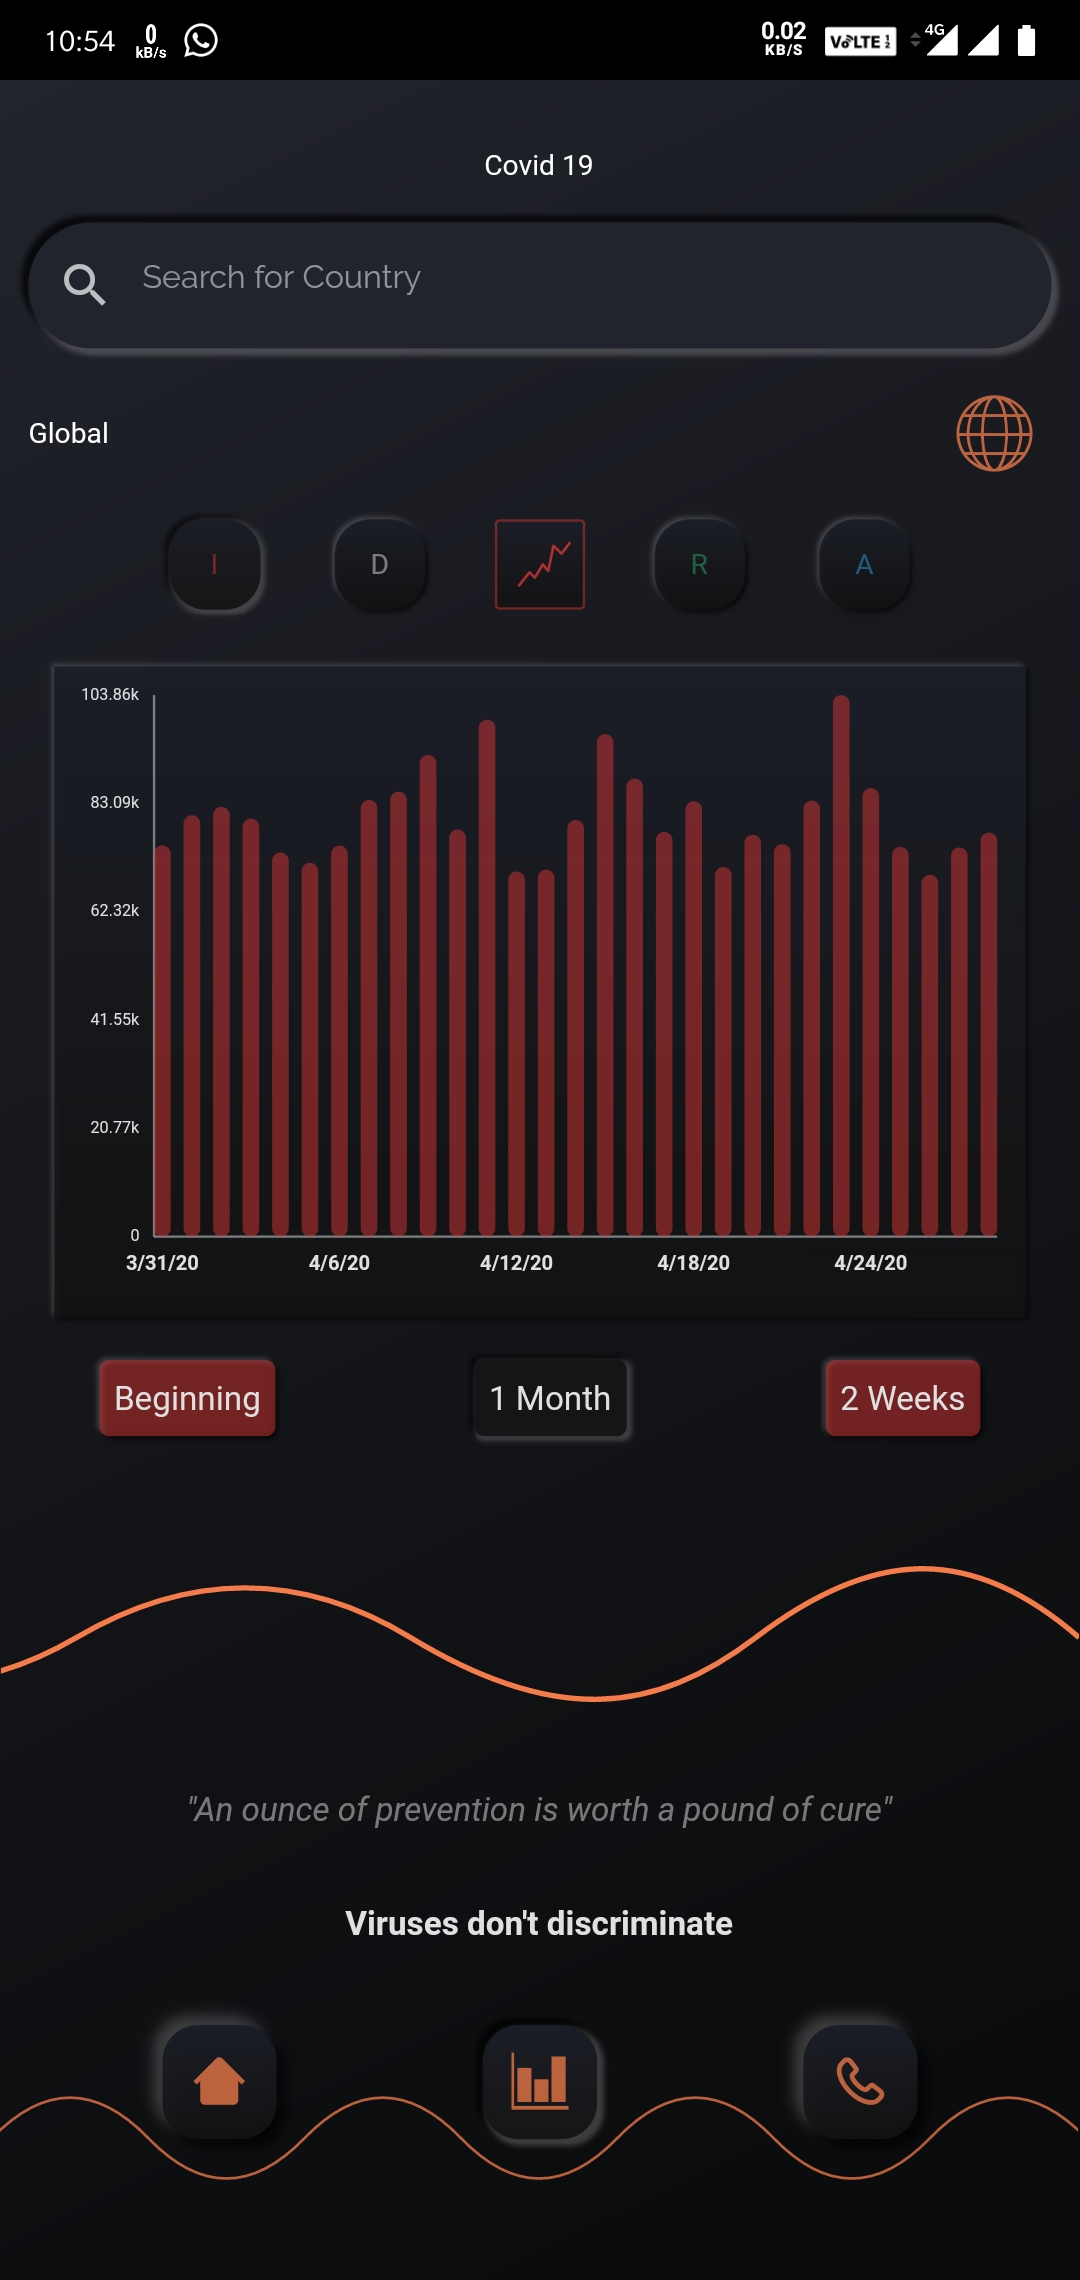 10:54 0 kB/s 0.02 KB/S VoLTE 1 2 4G
Covid 19
Search for Country
Global
I D R A
103.86k
83.09k
62.32k
41.55k
20.77k
0
3/31/20 4/6/20 4/12/20 4/18/20 4/24/20
Beginning 1 Month 2 Weeks
"An ounce of prevention is worth a pound of cure"
Viruses don't discriminate